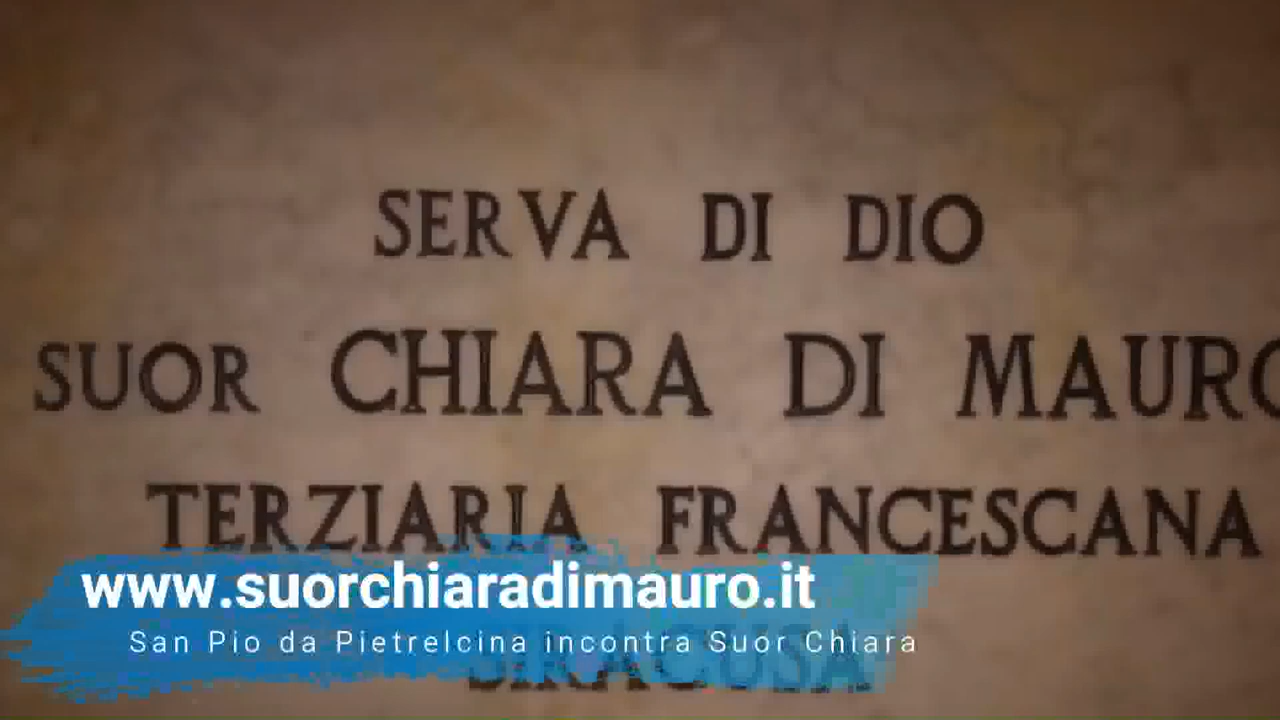 SERVA DI DIO
SUOR CHIARA DI MAURO
TERZIARIA FRANCESCANA
www.suorchiaradimauro.it
San Pio da Pietrelcina incontra Suor Chiara
SIRACUSA